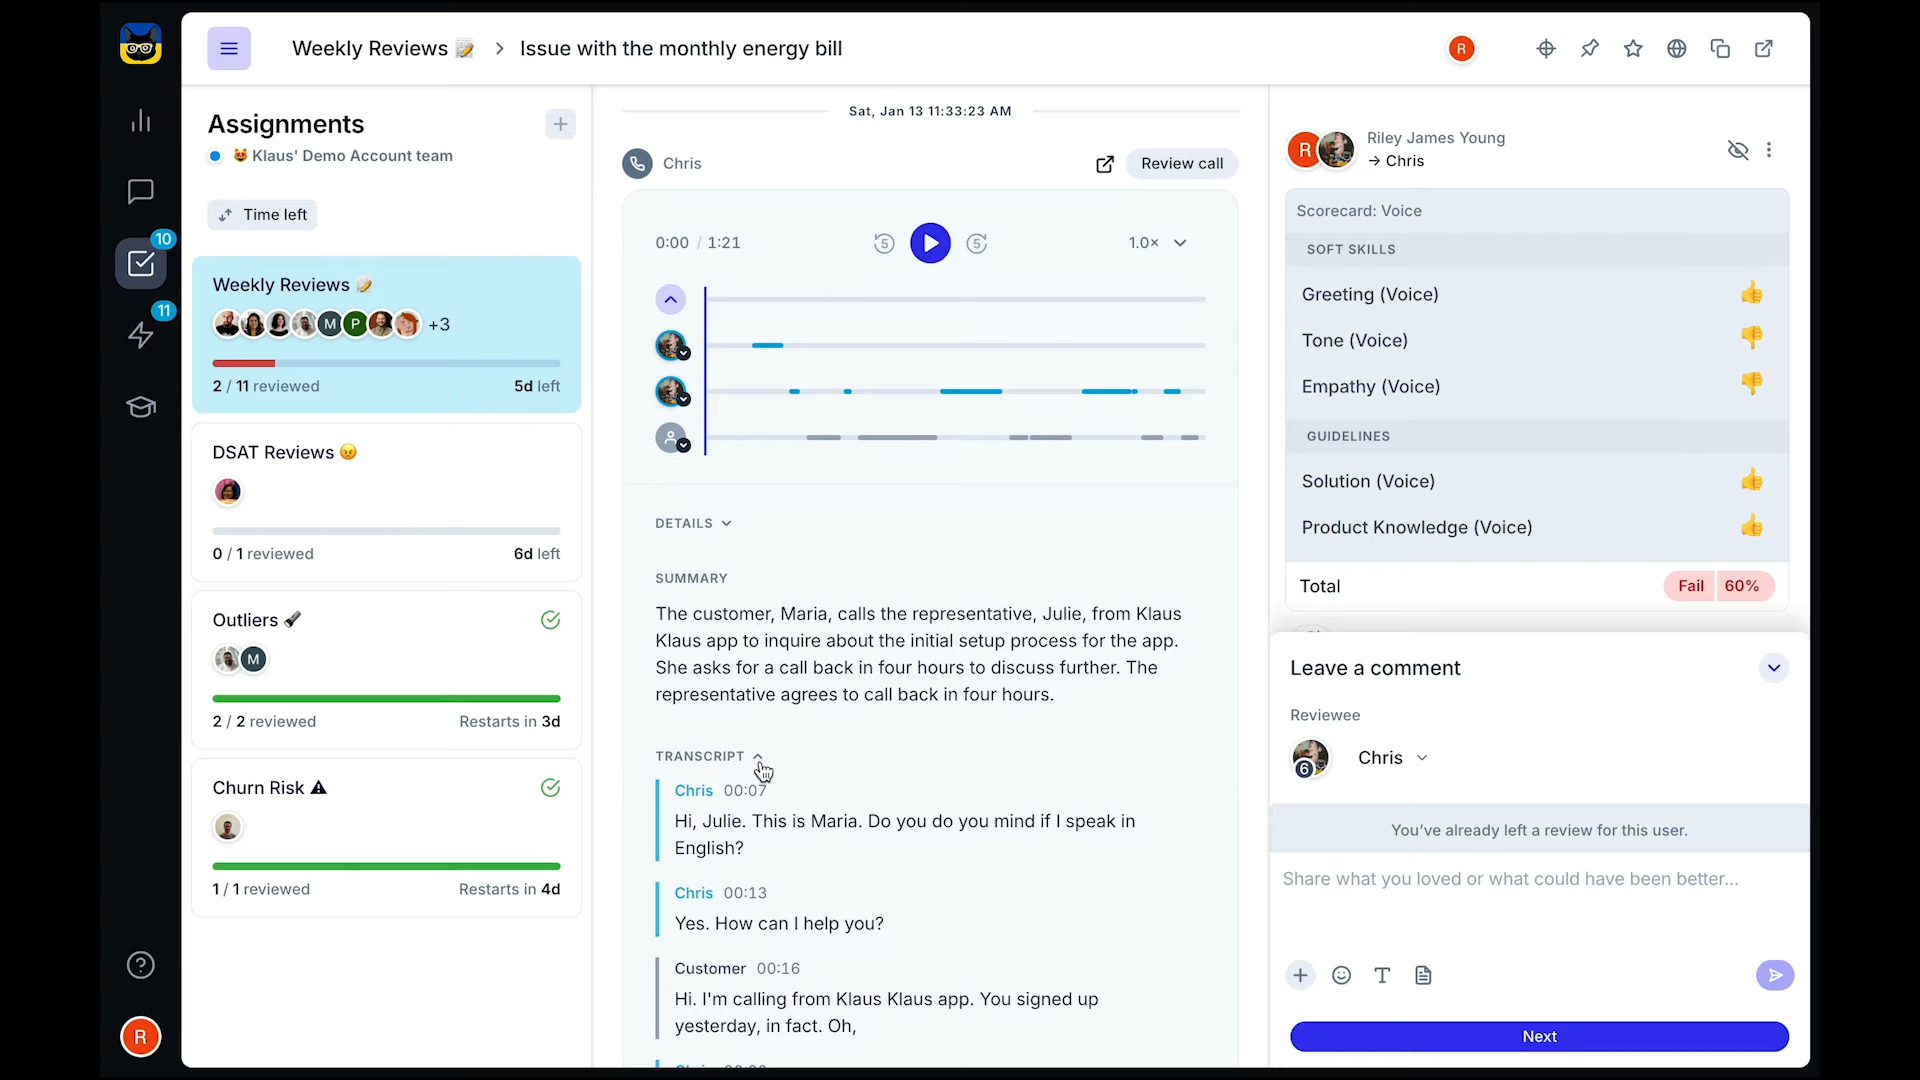 Weekly Reviews 📝 > Issue with the monthly energy bill
R
Assignments
😻 Klaus' Demo Account team
Time left
10
11
Weekly Reviews 📝
M P +3
2 / 11 reviewed 5d left
DSAT Reviews 😠
0 / 1 reviewed 6d left
Outliers 🔦
M
2 / 2 reviewed Restarts in 3d
Churn Risk ⚠
1 / 1 reviewed Restarts in 4d
R
Sat, Jan 13 11:33:23 AM
Chris
Review call
0:00 / 1:21
5
5
1.0×
DETAILS
SUMMARY
The customer, Maria, calls the representative, Julie, from Klaus
Klaus app to inquire about the initial setup process for the app.
She asks for a call back in four hours to discuss further. The
representative agrees to call back in four hours.
TRANSCRIPT
Chris 00:07
Hi, Julie. This is Maria. Do you do you mind if I speak in
English?
Chris 00:13
Yes. How can I help you?
Customer 00:16
Hi. I'm calling from Klaus Klaus app. You signed up
yesterday, in fact. Oh,
R
Riley James Young
→ Chris
Scorecard: Voice
SOFT SKILLS
Greeting (Voice) 👍
Tone (Voice) 👎
Empathy (Voice) 👎
GUIDELINES
Solution (Voice) 👍
Product Knowledge (Voice) 👍
Total Fail 60%
Leave a comment
Reviewee
6
Chris
You've already left a review for this user.
Share what you loved or what could have been better...
Next